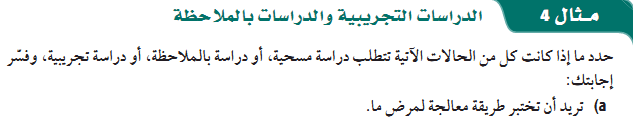 مـثـال 4 الدراسات التجريبية والدراسات بالملاحظة
حدد ما إذا كانت كل من الحالات الآتية تتطلب دراسة مسحية، أو دراسة بالملاحظة، أو دراسة تجريبية، وفسّر
إجابتك:
a) تريد أن تختبر طريقة معالجة لمرض ما.